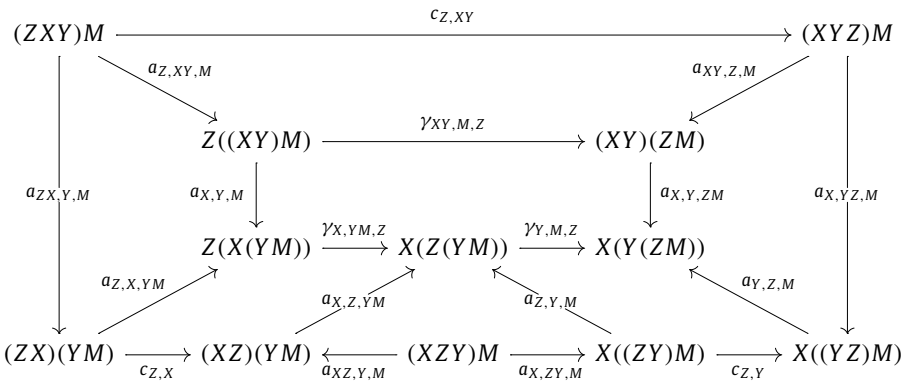 c_{Z,XY}
(ZXY)M (XYZ)M
a_{Z,XY,M} a_{XY,Z,M}
γ_{XY,M,Z}
Z((XY)M) (XY)(ZM)
a_{ZX,Y,M} a_{X,Y,M} a_{X,Y,ZM} a_{X,YZ,M}
γ_{X,YM,Z} γ_{Y,M,Z}
Z(X(YM)) X(Z(YM)) X(Y(ZM))
a_{Z,X,YM} a_{X,Z,YM} a_{Z,Y,M} a_{Y,Z,M}
(ZX)(YM) (XZ)(YM) (XZY)M X((ZY)M) X((YZ)M)
c_{Z,X} a_{XZ,Y,M} a_{X,ZY,M} c_{Z,Y}